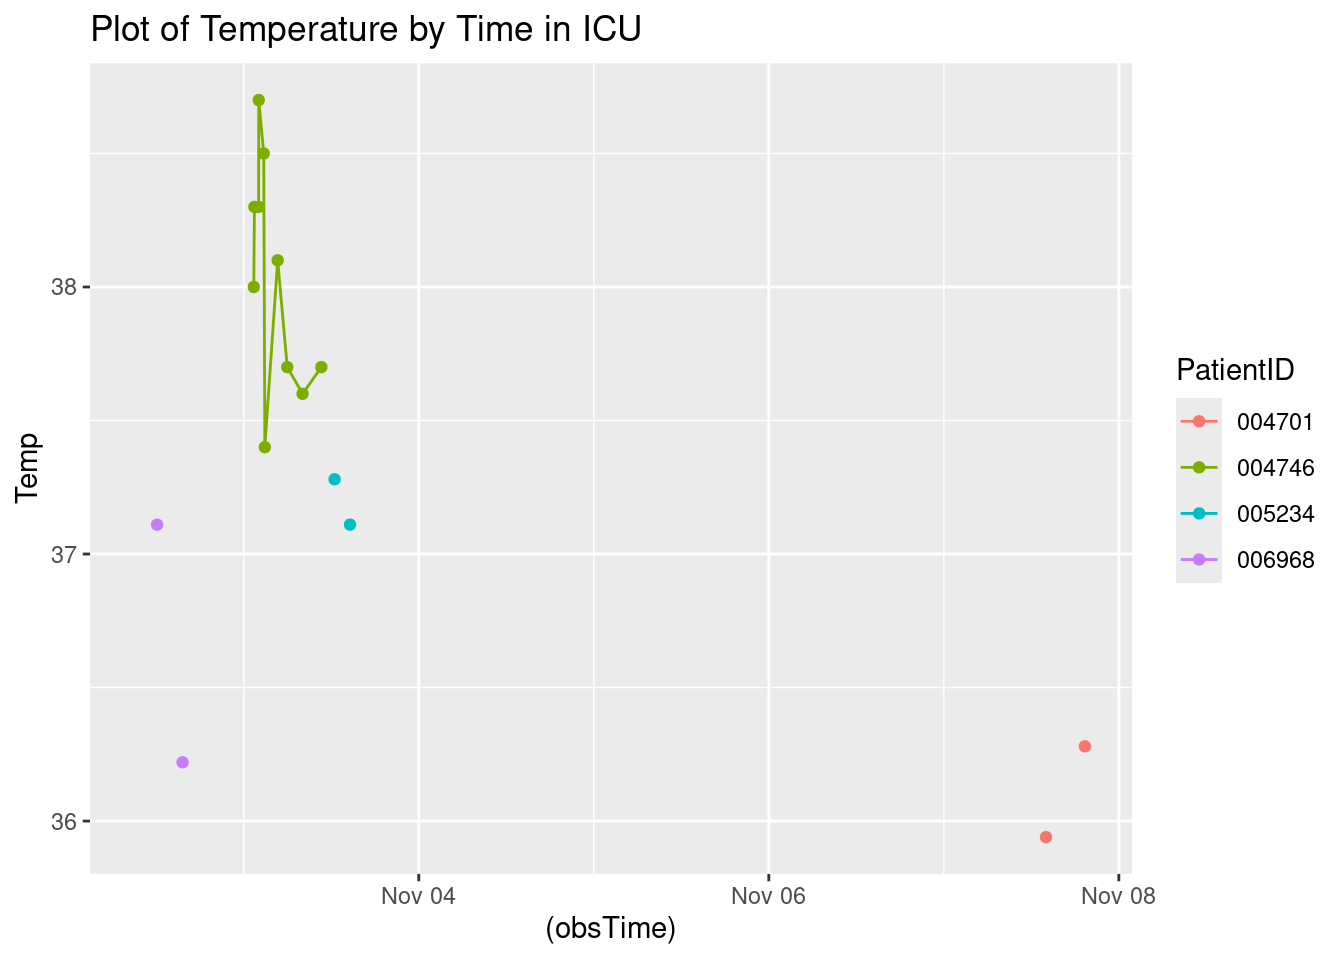 Plot of Temperature by Time in ICU
38
37
36
Temp
Nov 04
Nov 06
Nov 08
(obsTime)
PatientID
004701
004746
005234
006968